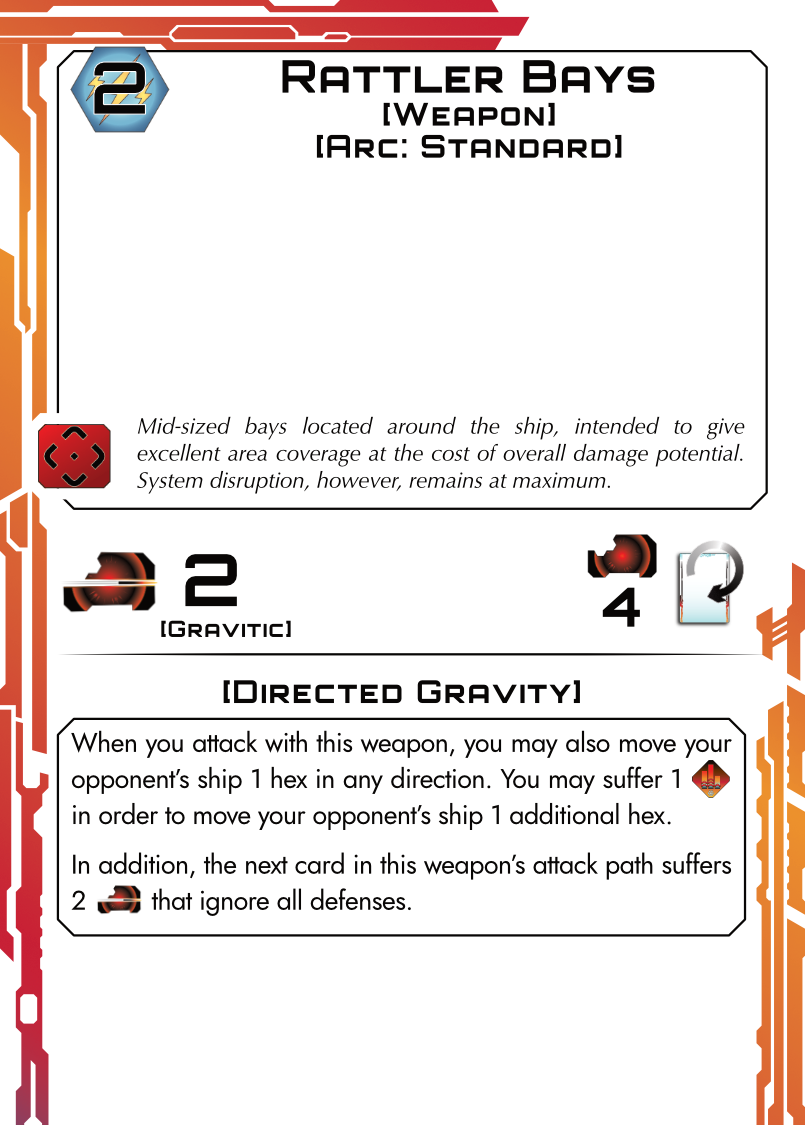 2
Rattler Bays
[Weapon]
[Arc: Standard]
Mid-sized bays located around the ship, intended to give
excellent area coverage at the cost of overall damage potential.
System disruption, however, remains at maximum.
2
[Gravitic]
4
[Directed Gravity]
When you attack with this weapon, you may also move your
opponent's ship 1 hex in any direction. You may suffer 1
in order to move your opponent's ship 1 additional hex.
In addition, the next card in this weapon's attack path suffers
2 that ignore all defenses.